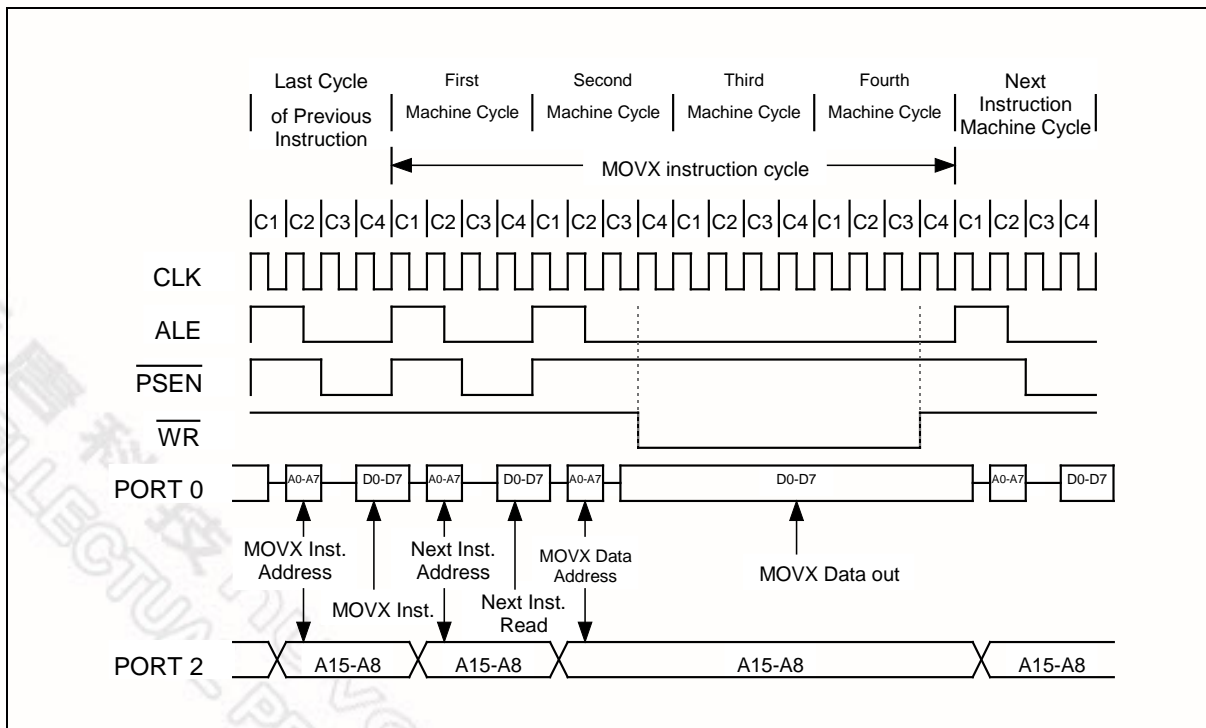 Last Cycle
of Previous
Instruction
First
Machine Cycle
Second
Machine Cycle
Third
Machine Cycle
Fourth
Machine Cycle
Next
Instruction
Machine Cycle
MOVX instruction cycle
C1 C2 C3 C4 C1 C2 C3 C4 C1 C2 C3 C4 C1 C2 C3 C4 C1 C2 C3 C4 C1 C2 C3 C4
CLK
ALE
PSEN
WR
PORT 0
A0-A7 D0-D7 A0-A7 D0-D7 A0-A7 D0-D7 A0-A7 D0-D7
MOVX Inst.
Address
MOVX Inst.
Next Inst.
Address
Next Inst.
Read
MOVX Data
Address
MOVX Data out
PORT 2
A15-A8 A15-A8 A15-A8 A15-A8